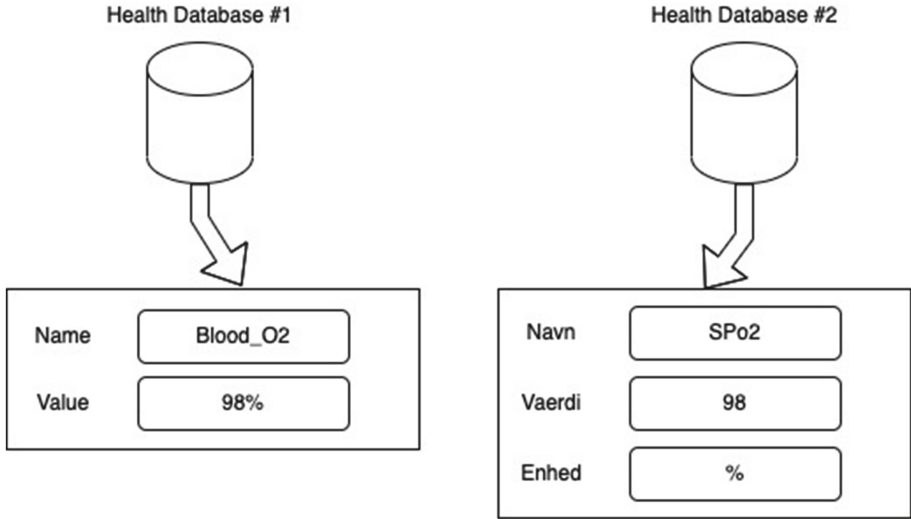 Health Database #1
Health Database #2
Name
Blood_O2
Value
98%
Navn
SPo2
Vaerdi
98
Enhed
%